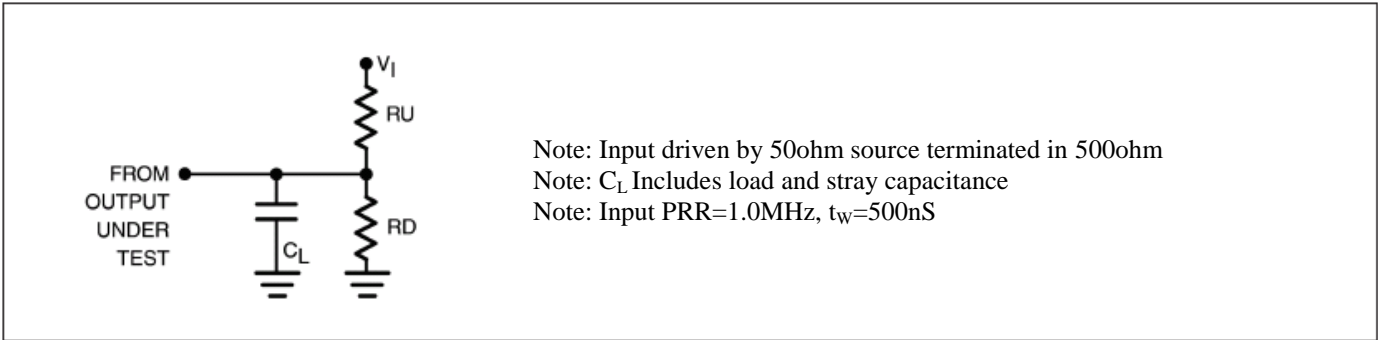 V_I
RU
FROM
OUTPUT
UNDER
TEST
C_L
RD
Note: Input driven by 50ohm source terminated in 500ohm
Note: C_L Includes load and stray capacitance
Note: Input PRR=1.0MHz, t_W=500nS